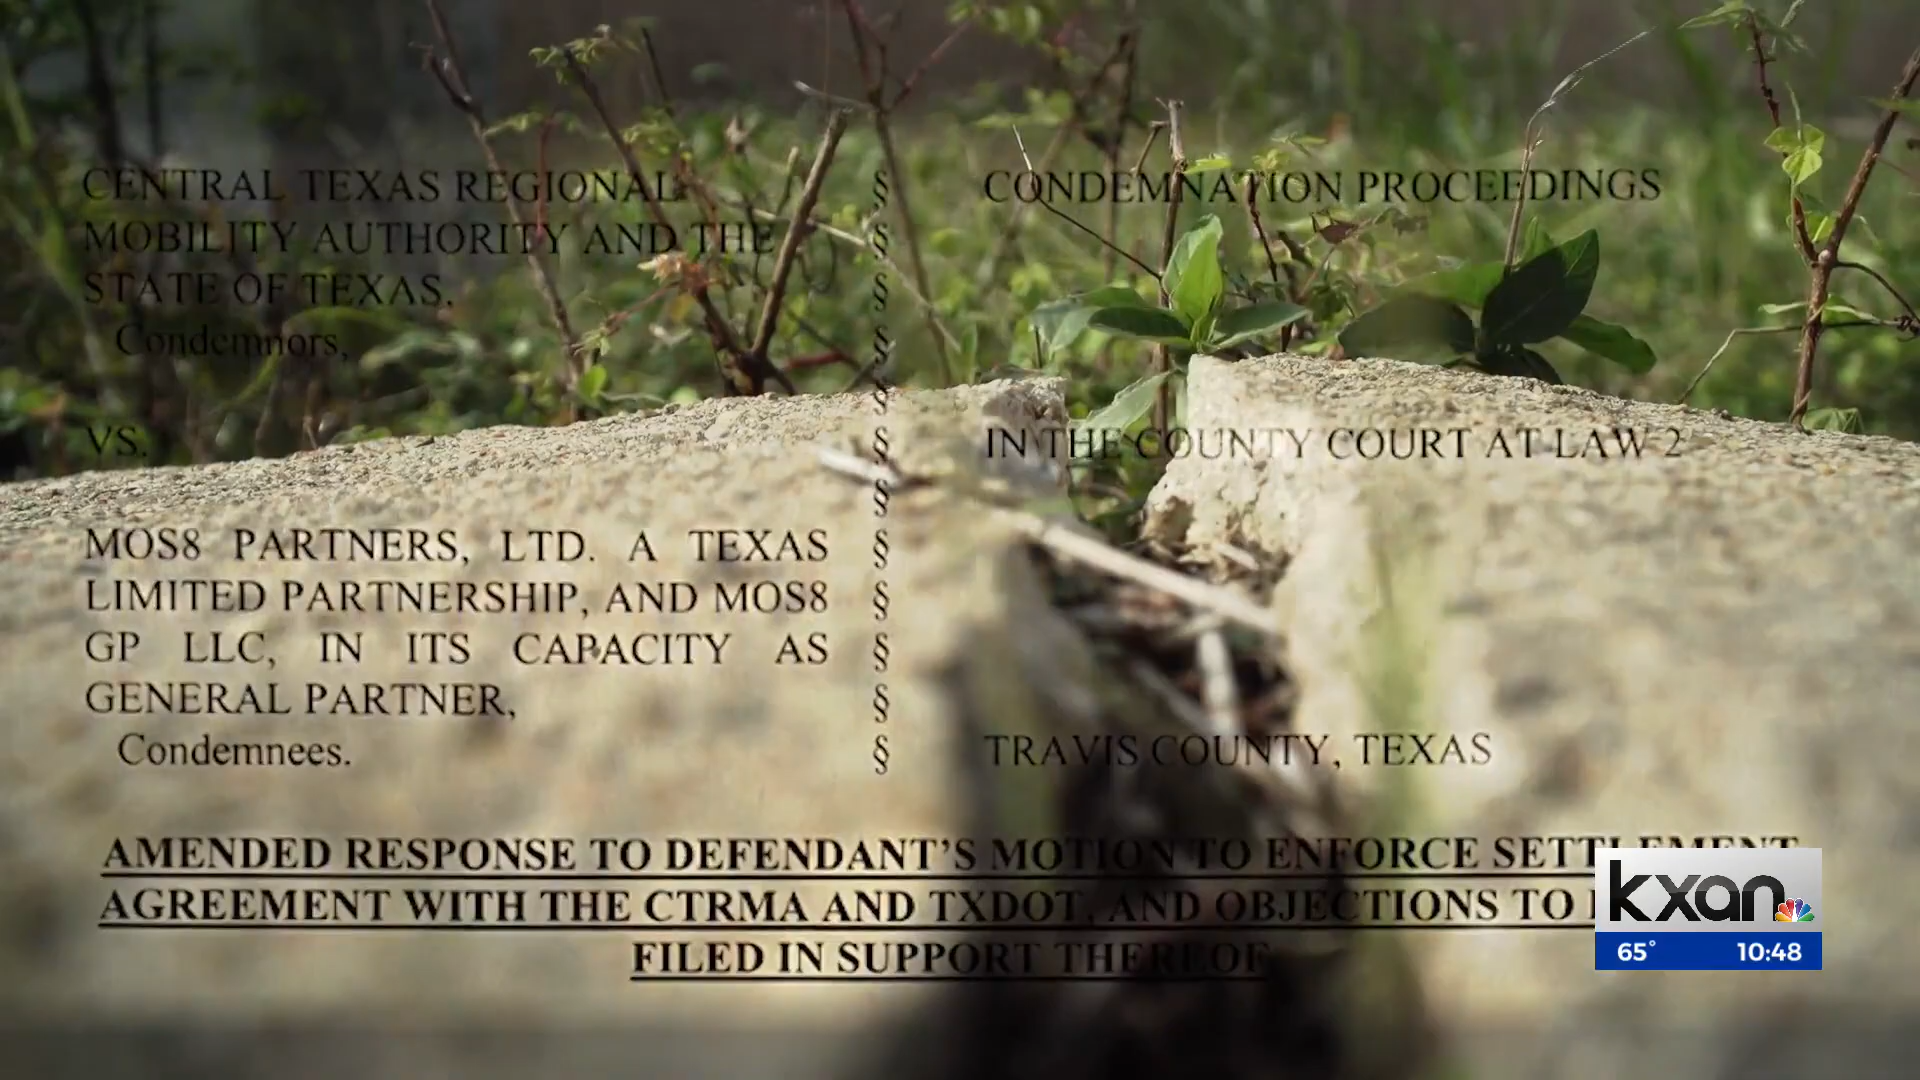 CENTRAL TEXAS REGIONAL § CONDEMNATION PROCEEDINGS
MOBILITY AUTHORITY AND THE §
STATE OF TEXAS, §
Condemnors, §
§
VS. § IN THE COUNTY COURT AT LAW 2
§
MOS8 PARTNERS, LTD. A TEXAS §
LIMITED PARTNERSHIP, AND MOS8 §
GP LLC, IN ITS CAPACITY AS §
GENERAL PARTNER, §
Condemnees. § TRAVIS COUNTY, TEXAS
AMENDED RESPONSE TO DEFENDANT'S MOTION TO ENFORCE SETTLEMENT
AGREEMENT WITH THE CTRMA AND TXDOT, AND OBJECTIONS TO
FILED IN SUPPORT THEREOF
kxan
65° 10:48